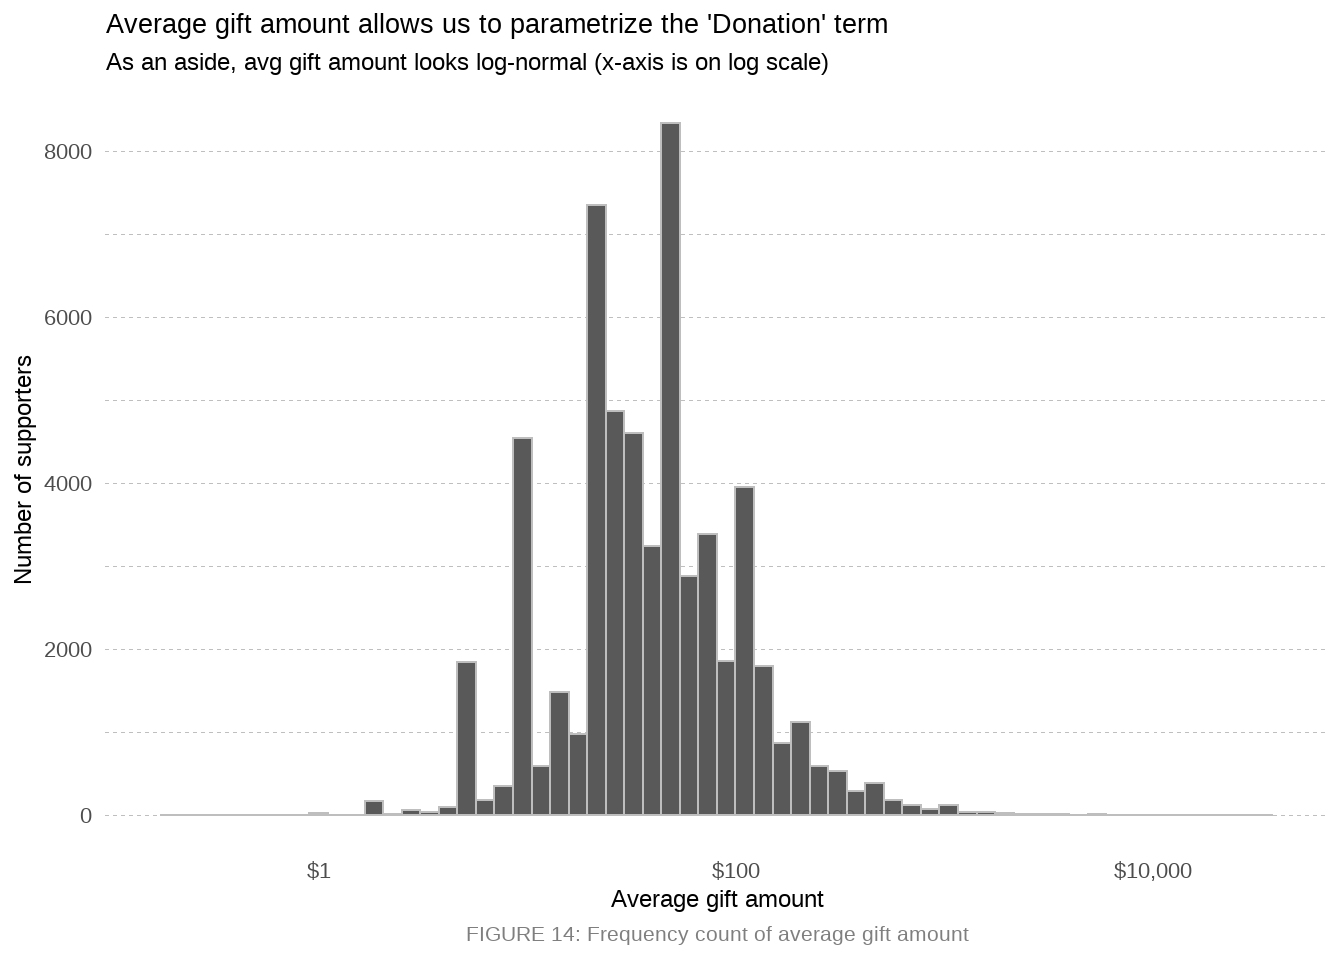 Average gift amount allows us to parametrize the 'Donation' term
As an aside, avg gift amount looks log-normal (x-axis is on log scale)
Number of supporters
8000
6000
4000
2000
0
$1 $100 $10,000
Average gift amount
FIGURE 14: Frequency count of average gift amount